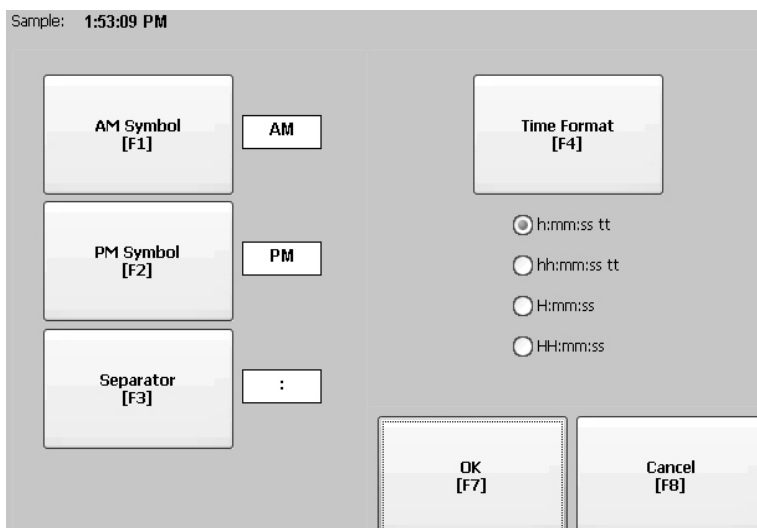 Sample: 1:53:09 PM
AM Symbol
[F1]
AM
PM Symbol
[F2]
PM
Separator
[F3]
:
Time Format
[F4]
h:mm:ss tt
hh:mm:ss tt
H:mm:ss
HH:mm:ss
OK
[F7]
Cancel
[F8]